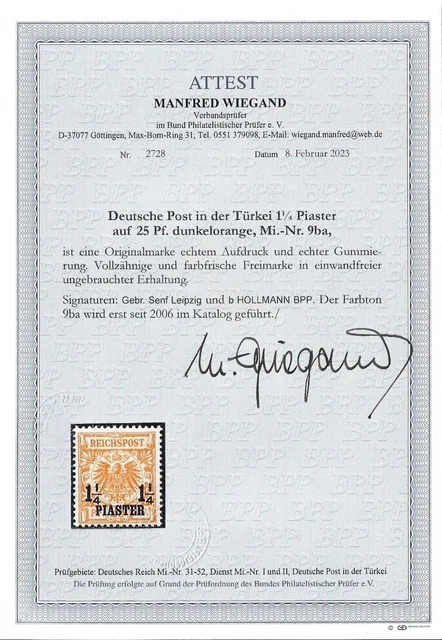 ATTEST
MANFRED WIEGAND
Verbandsprüfer
im Bund Philatelistischer Prüfer e. V.
D-37077 Göttingen, Max-Born-Ring 31, Tel. 0551 379098, E-Mail: wiegand.manfred@web.de
Nr. 2728 Datum 8. Februar 2023
Deutsche Post in der Türkei 1¼ Piaster
auf 25 Pf. dunkelorange, Mi.-Nr. 9ba,
ist eine Originalmarke echtem Aufdruck und echter Gummie-
rung. Vollzähnige und farbfrische Freimarke in einwandfreier
ungebrauchter Erhaltung.
Signaturen: Gebr. Senf Leipzig und b HOLLMANN BPP. Der Farbton
9ba wird erst seit 2006 im Katalog geführt./
M. Wiegand
REICHSPOST
1¼ 1¼
PIASTER
Prüfgebiete: Deutsches Reich Mi.-Nr. 31-52, Dienst Mi.-Nr. I und II, Deutsche Post in der Türkei
Die Prüfung erfolgte auf Grund der Prüfordnung des Bundes Philatelistischer Prüfer e.V.